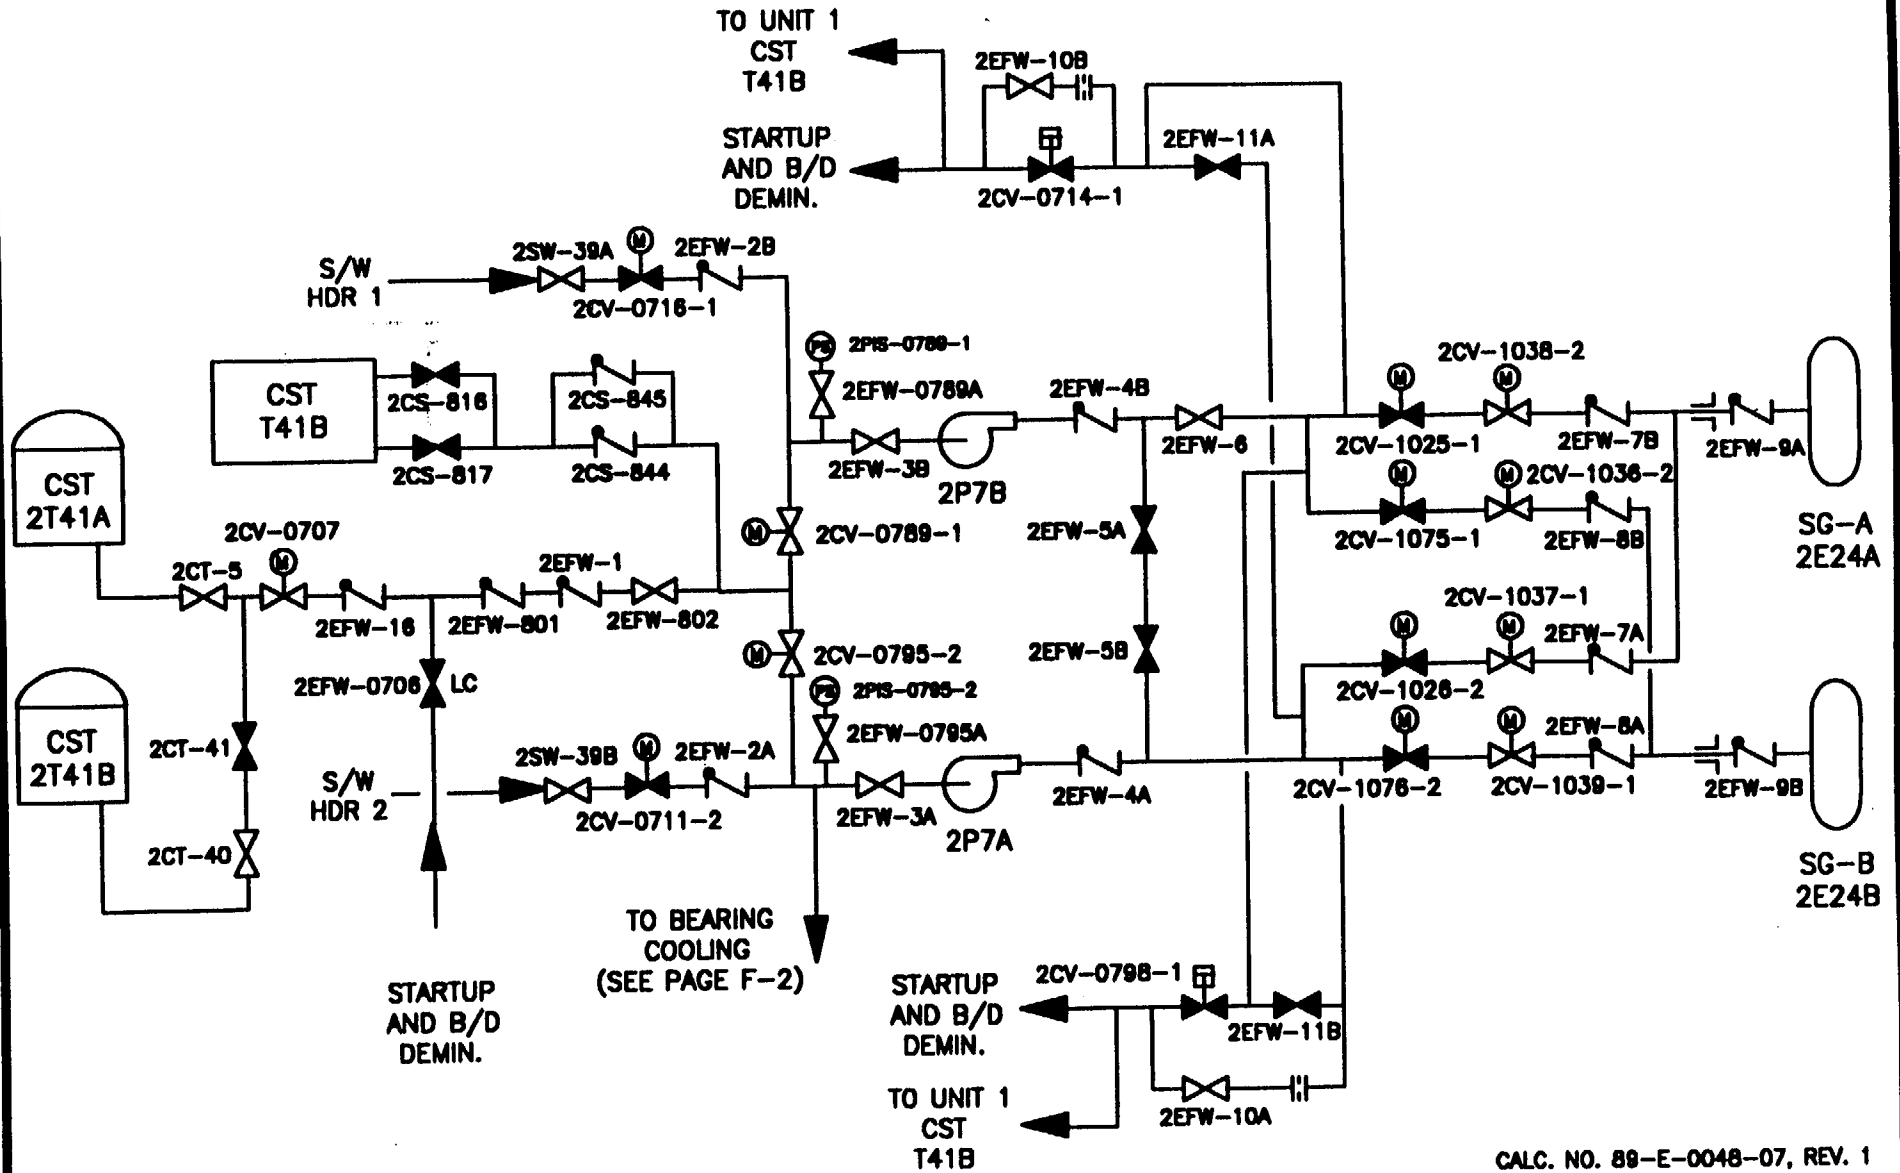 TO UNIT 1
CST
T41B
2EFW-10B
STARTUP
AND B/D
DEMIN.
2CV-0714-1
2EFW-11A
S/W
HDR 1
2SW-39A
M
2EFW-2B
2CV-0716-1
PS
2PIS-0789-1
2EFW-0789A
CST
T41B
2CS-816
2CS-817
2CS-845
2CS-844
2EFW-3B
2P7B
2EFW-4B
2EFW-6
M
2CV-1025-1
2CV-1038-2
M
2EFW-7B
2EFW-9A
SG-A
2E24A
M
2CV-1075-1
M
2CV-1036-2
2EFW-8B
CST
2T41A
2CT-5
2CV-0707
M
2EFW-16
2EFW-801
2EFW-1
2EFW-802
M
2CV-0789-1
2EFW-5A
M
2CV-0795-2
2EFW-5B
2EFW-0706
LC
PS
2PIS-0795-2
2EFW-0795A
M
2CV-1026-2
2CV-1037-1
M
2EFW-7A
CST
2T41B
2CT-41
2CT-40
S/W
HDR 2
2SW-39B
M
2EFW-2A
2CV-0711-2
2EFW-3A
2P7A
2EFW-4A
M
2CV-1076-2
M
2CV-1039-1
2EFW-8A
2EFW-9B
SG-B
2E24B
STARTUP
AND B/D
DEMIN.
TO BEARING
COOLING
(SEE PAGE F-2)
STARTUP
AND B/D
DEMIN.
2CV-0798-1
2EFW-11B
TO UNIT 1
CST
T41B
2EFW-10A
CALC. NO. 89-E-0048-07, REV. 1